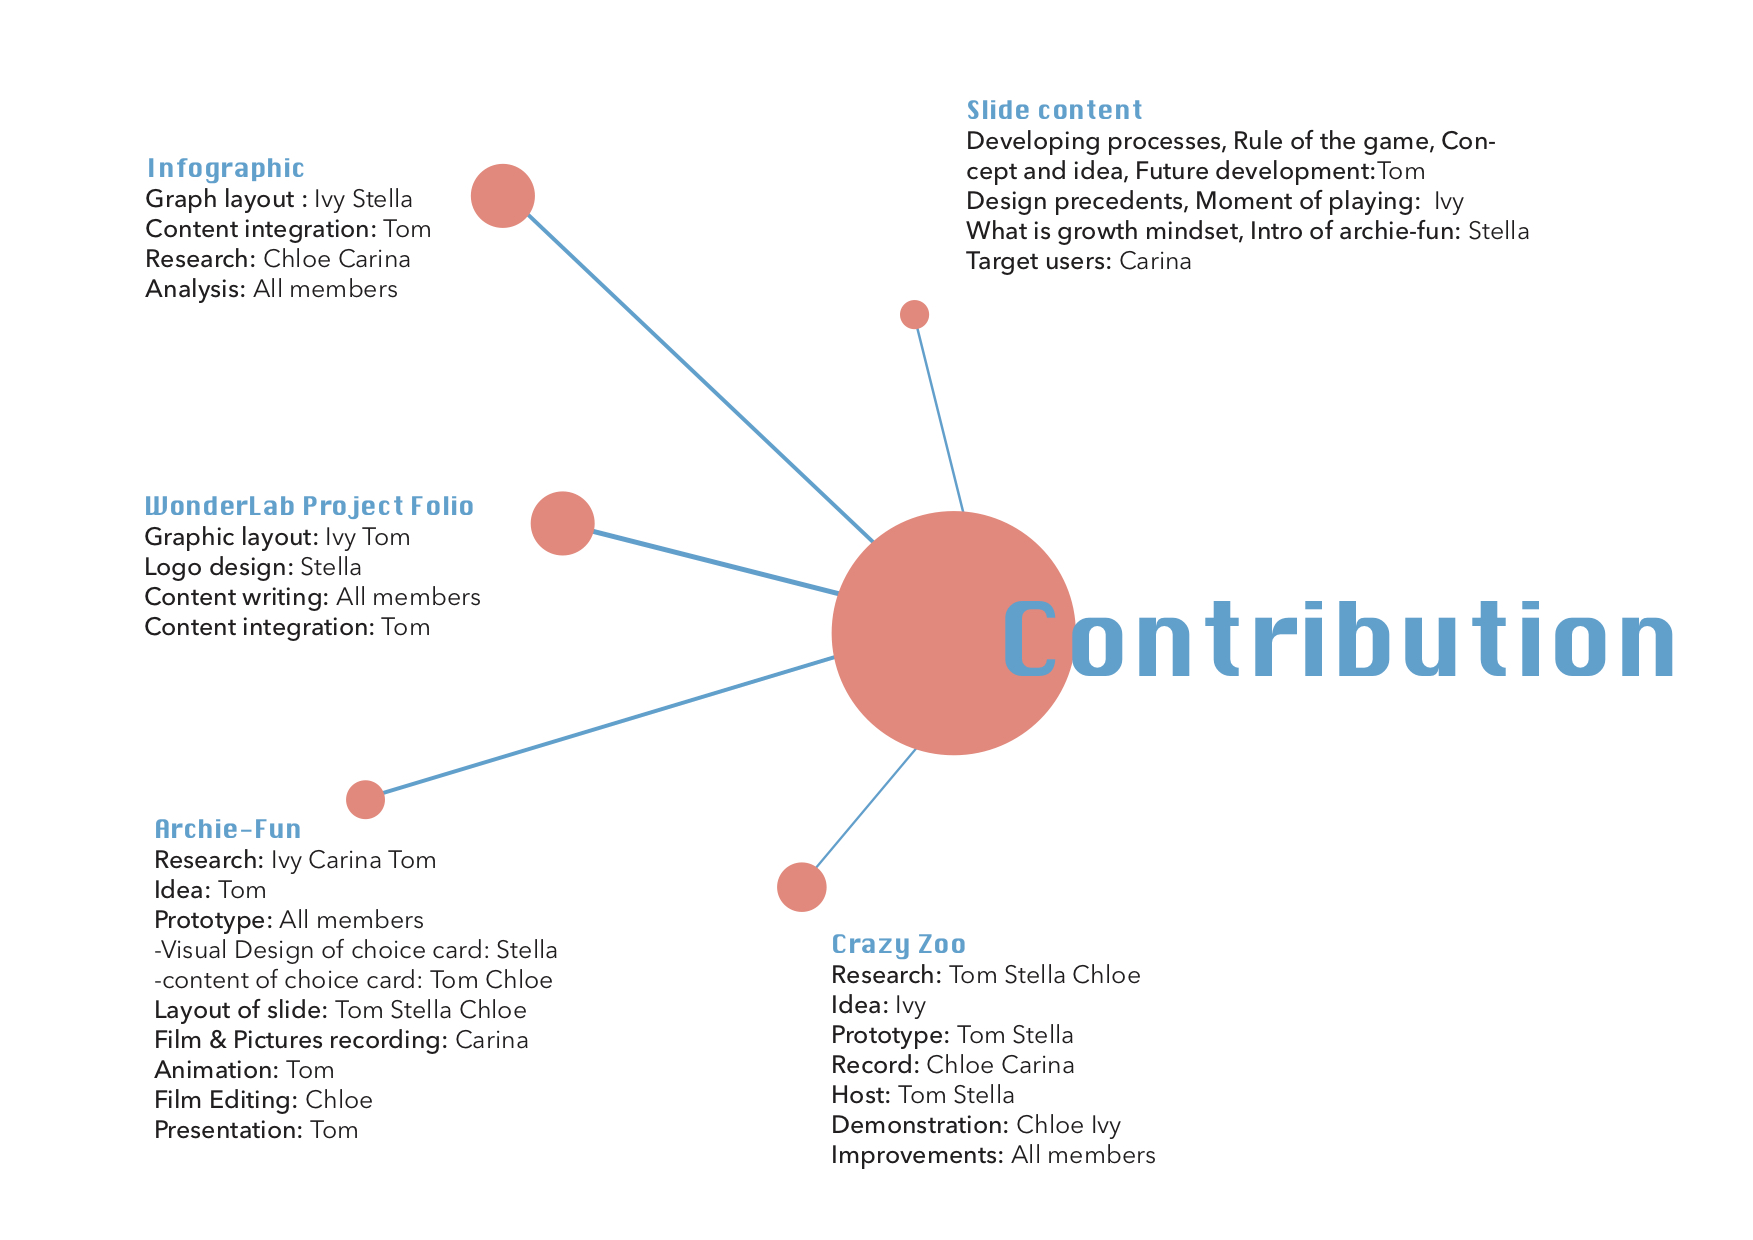 Infographic
Graph layout : Ivy Stella
Content integration: Tom
Research: Chloe Carina
Analysis: All members
Slide content
Developing processes, Rule of the game, Con-
cept and idea, Future development:Tom
Design precedents, Moment of playing:  Ivy
What is growth mindset, Intro of archie-fun: Stella
Target users: Carina
WonderLab Project Folio
Graphic layout: Ivy Tom
Logo design: Stella
Content writing: All members
Content integration: Tom
Contribution
Archie-Fun
Research: Ivy Carina Tom
Idea: Tom
Prototype: All members
-Visual Design of choice card: Stella
-content of choice card: Tom Chloe
Layout of slide: Tom Stella Chloe
Film & Pictures recording: Carina
Animation: Tom
Film Editing: Chloe
Presentation: Tom
Crazy Zoo
Research: Tom Stella Chloe
Idea: Ivy
Prototype: Tom Stella
Record: Chloe Carina
Host: Tom Stella
Demonstration: Chloe Ivy
Improvements: All members